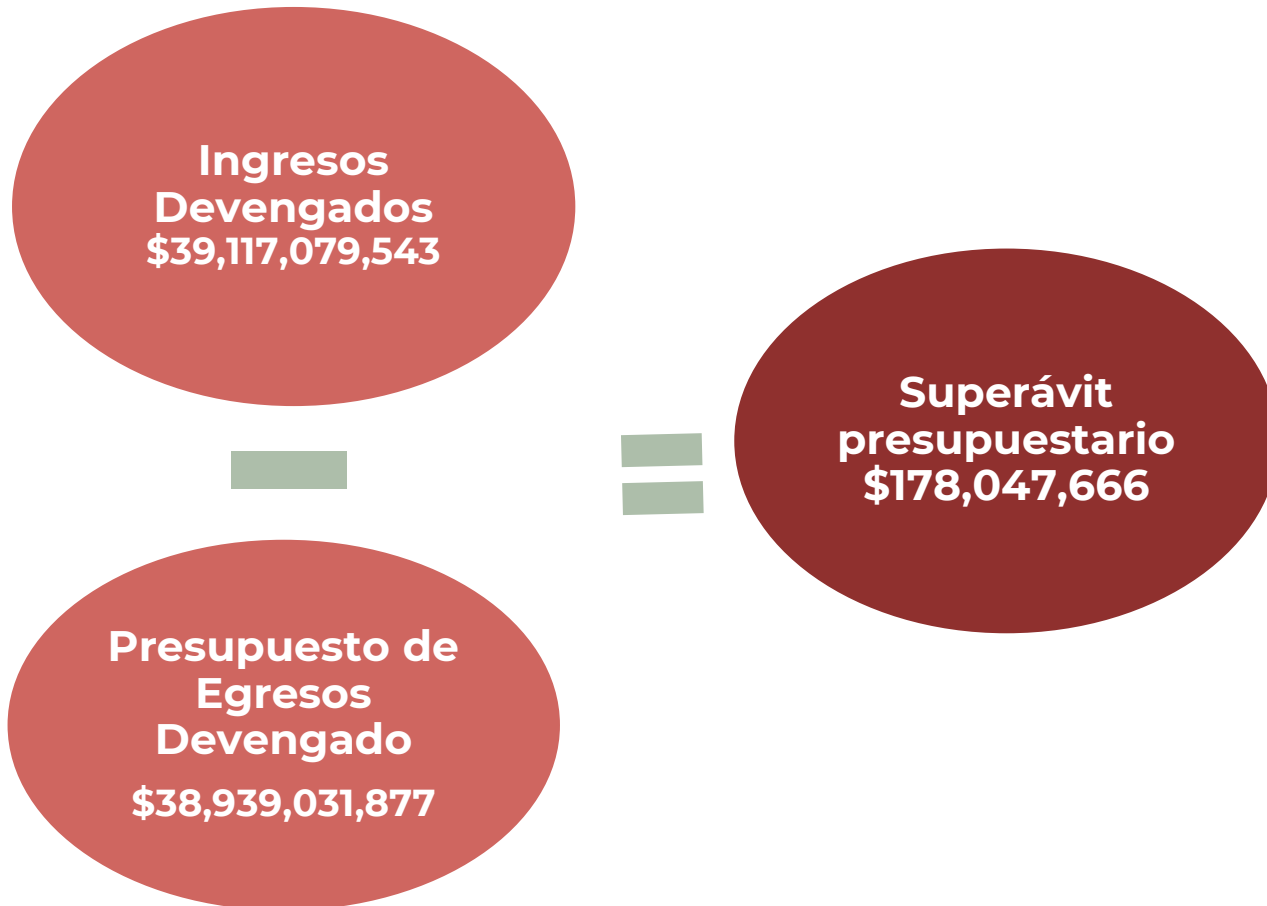 Ingresos
Devengados
$39,117,079,543
Superávit
presupuestario
$178,047,666
Presupuesto de
Egresos
Devengado
$38,939,031,877